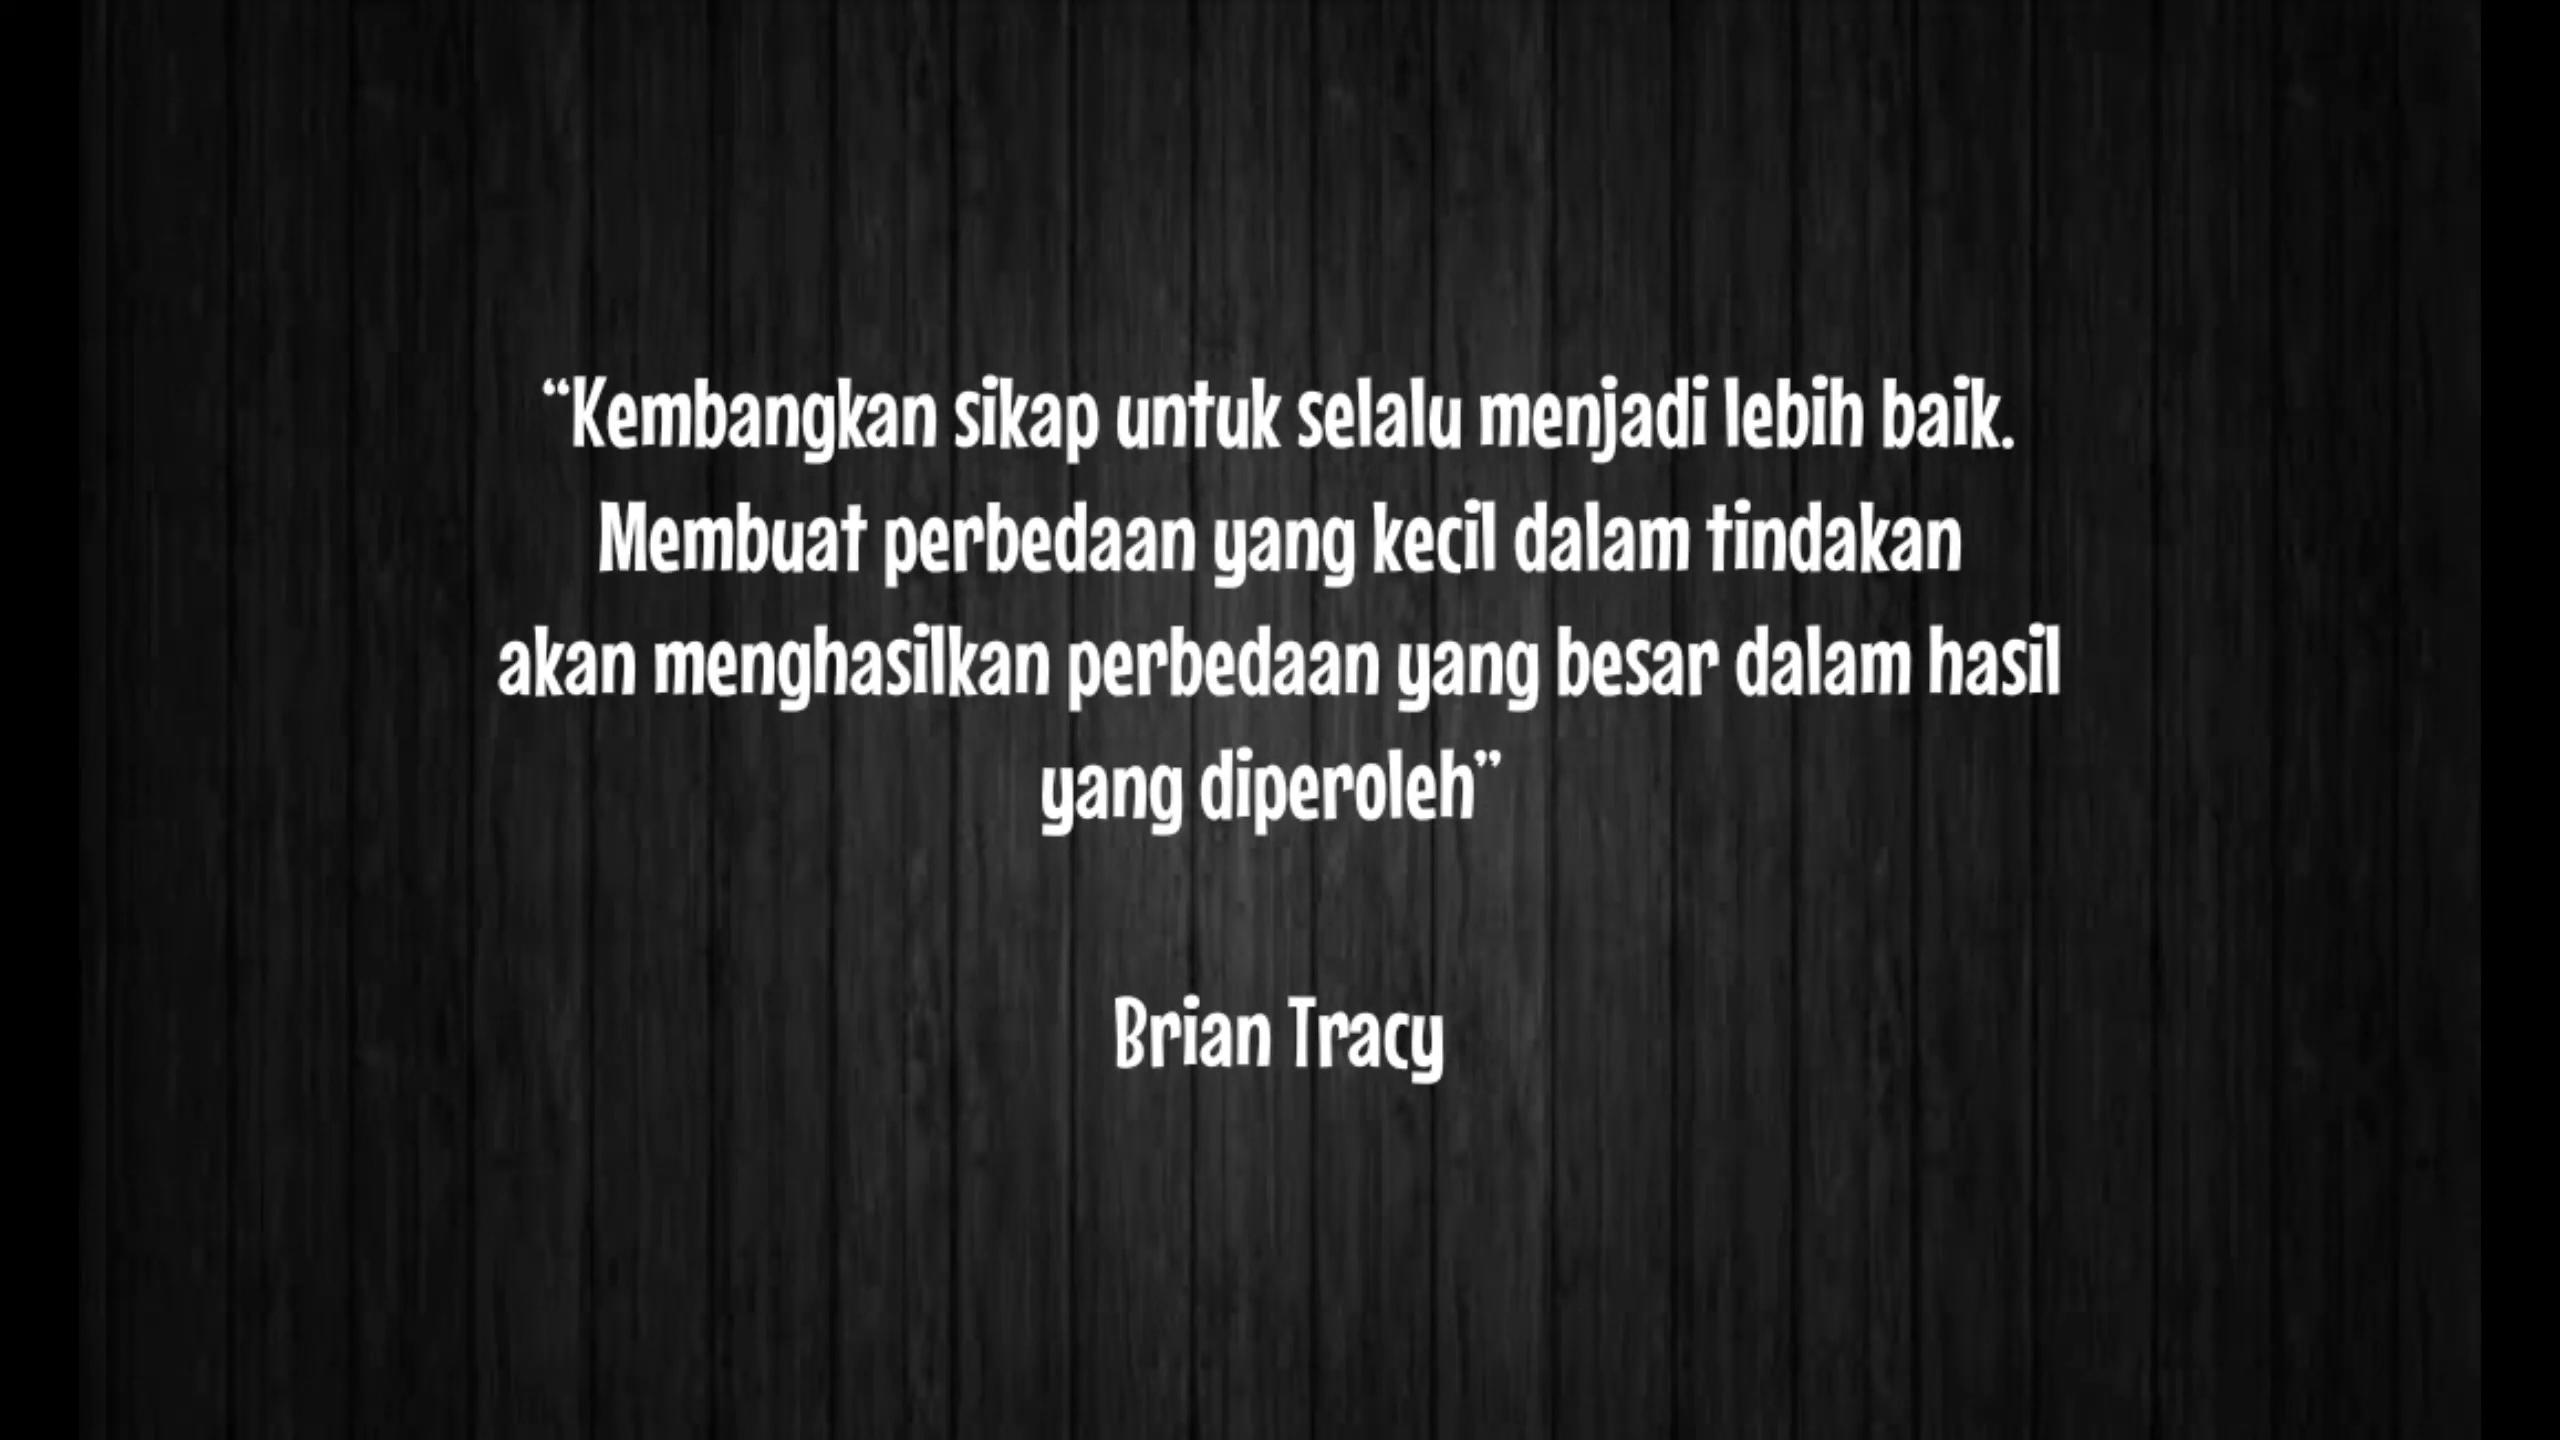 “Kembangkan sikap untuk selalu menjadi lebih baik.
Membuat perbedaan yang kecil dalam tindakan
akan menghasilkan perbedaan yang besar dalam hasil
yang diperoleh”
Brian Tracy